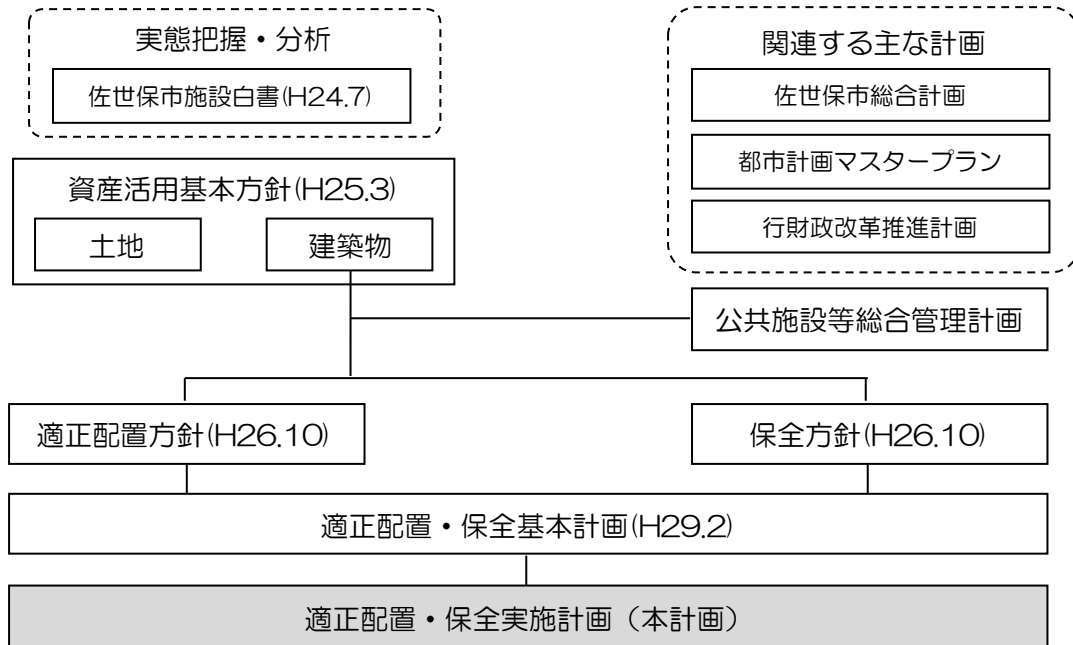 実態把握・分析
佐世保市施設白書(H24.7)
関連する主な計画
佐世保市総合計画
都市計画マスタープラン
行財政改革推進計画
資産活用基本方針(H25.3)
土地
建築物
公共施設等総合管理計画
適正配置方針(H26.10)
保全方針(H26.10)
適正配置・保全基本計画(H29.2)
適正配置・保全実施計画（本計画）